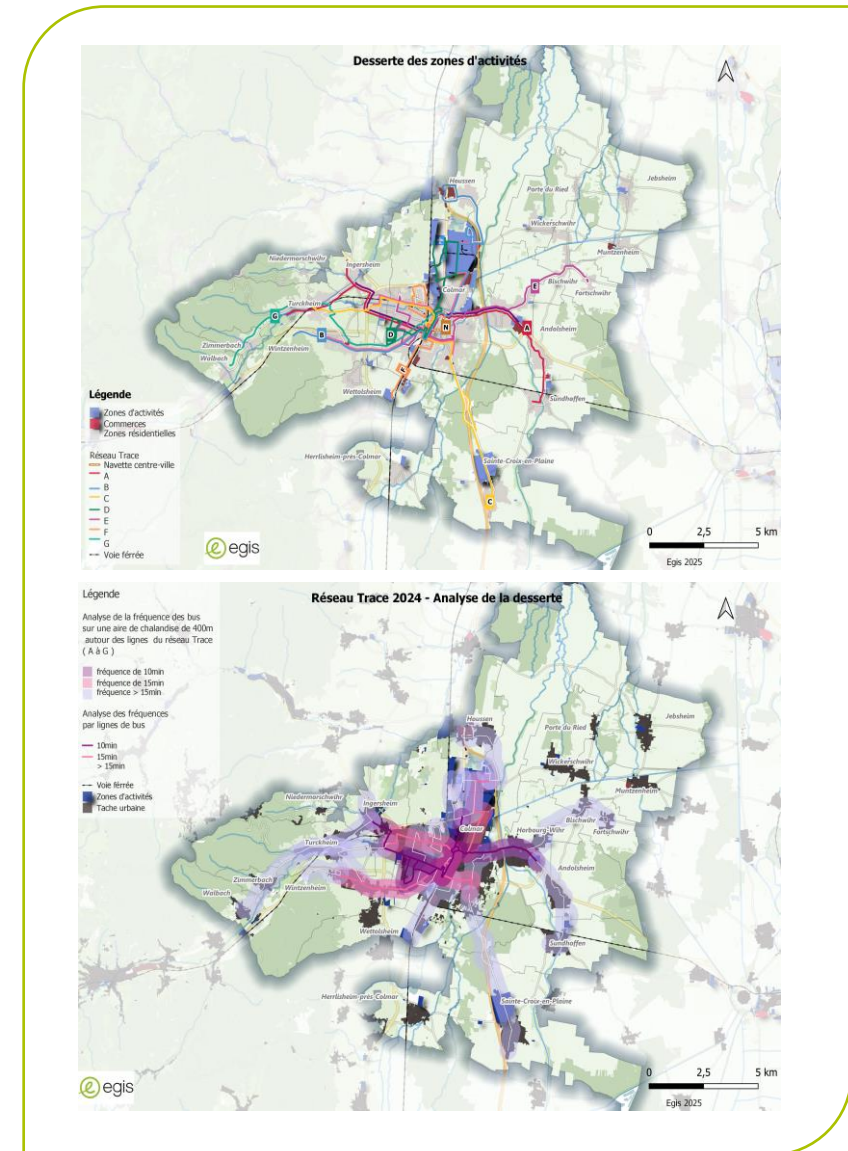 Desserte des zones d'activités
Houssen
Jebsheim
Porte du Ried
Wickerschwihr
Muntzenheim
Niedermorschwihr
Ingersheim
Bischwihr
E
Fortschwihr
Colmar
Turckheim
G
N
A
Andolsheim
D
B
Zimmerbach
Wintzenheim
Walbach
F
Wettolsheim
Sundhoffen
Légende
Zones d'activités
Commerces
Zones résidentielles
Réseau Trace
Navette centre-ville
A
B
C
D
E
F
G
Voie férrée
Herrlisheim-près-Colmar
Sainte-Croix-en-Plaine
C
egis
0 2,5 5 km
Egis 2025
Légende
Réseau Trace 2024 - Analyse de la desserte
Analyse de la fréquence des bus
sur une aire de chalandise de 400m
autour des lignes du réseau Trace
( A à G )
fréquence de 10min
fréquence de 15min
fréquence > 15min
Analyse des fréquences
par lignes de bus
10min
15min
> 15min
Voie férrée
Zones d'activités
Tache urbaine
Houssen
Jebsheim
Porte du Ried
Wickerschwihr
Muntzenheim
Niedermorschwihr
Ingersheim
Bischwihr
Fortschwihr
Colmar
Horbourg-Wihr
Turckheim
Andolsheim
Zimmerbach
Wintzenheim
Walbach
Wettolsheim
Sundhoffen
Herrlisheim-près-Colmar
Sainte-Croix-en-Plaine
egis
0 2,5 5 km
Egis 2025